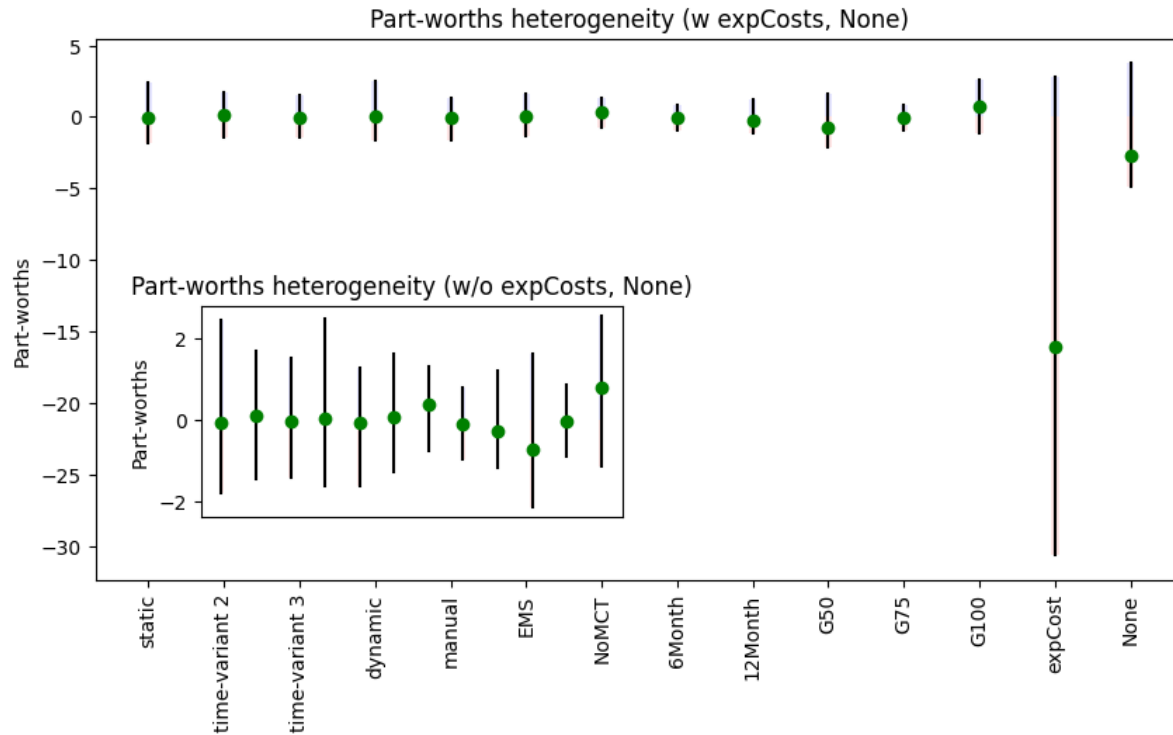 Part-worths heterogeneity (w expCosts, None)
5
0
−5
−10
−15
−20
−25
−30
Part-worths
Part-worths heterogeneity (w/o expCosts, None)
2
0
−2
Part-worths
static
time-variant 2
time-variant 3
dynamic
manual
EMS
NoMCT
6Month
12Month
G50
G75
G100
expCost
None